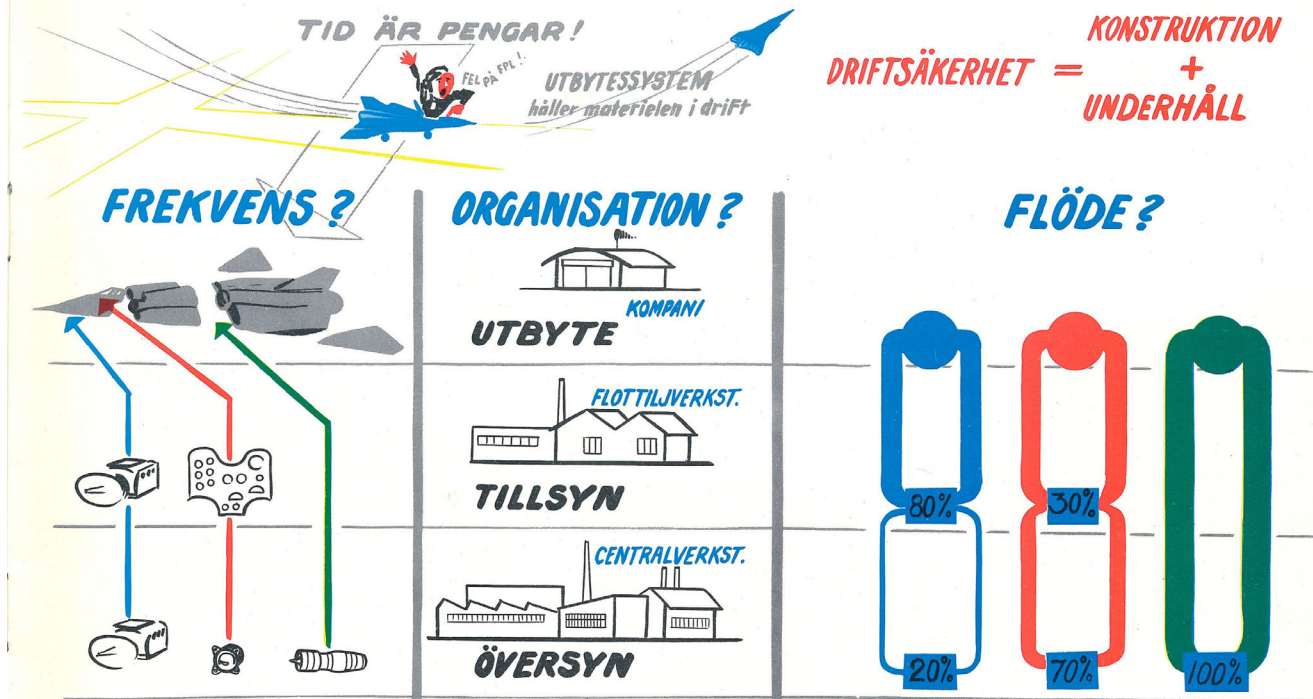 TID ÄR PENGAR!
FEL
PÅ FPL!.
UTBYTESSYSTEM
håller materielen i drift
KONSTRUKTION
DRIFTSÄKERHET = +
UNDERHÅLL
FREKVENS?
ORGANISATION?
KOMPANI
UTBYTE
FLOTTILJVERKST.
TILLSYN
CENTRALVERKST.
ÖVERSYN
FLÖDE?
80% 30%
20% 70% 100%